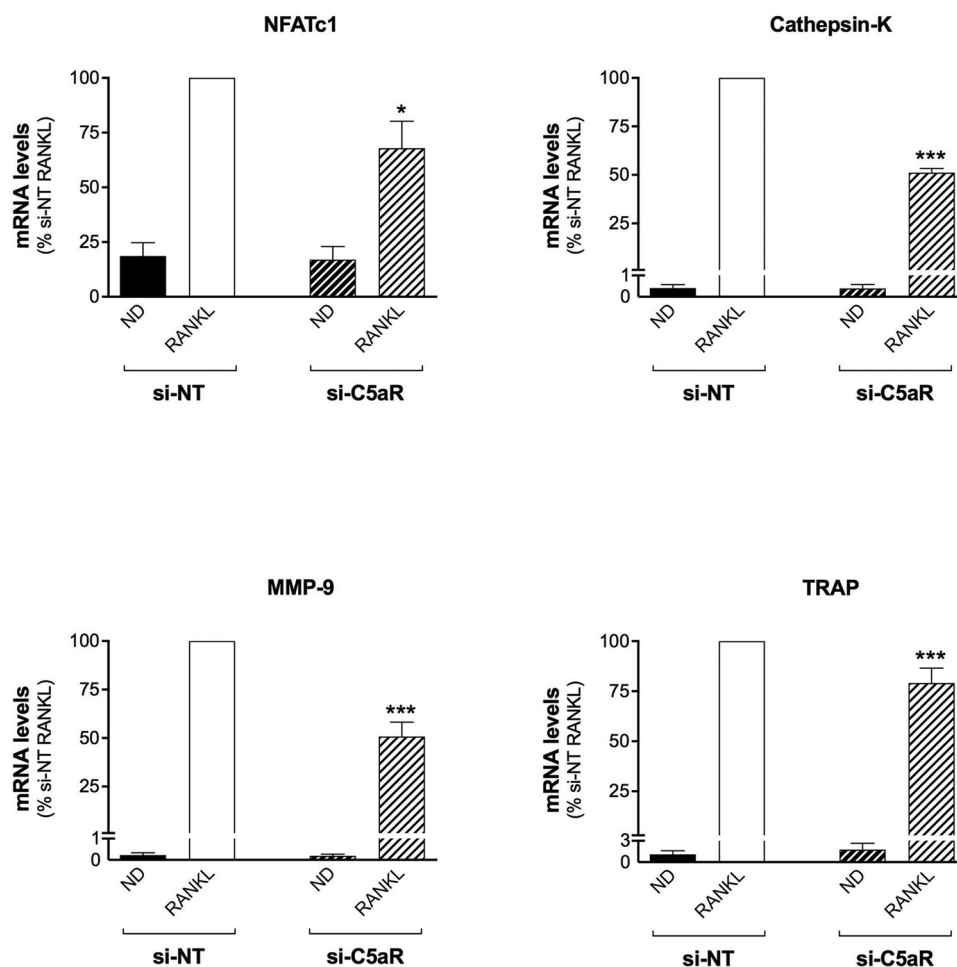 NFATc1
mRNA levels
(% si-NT RANKL)
100
75
50
25
0
*
ND
RANKL
ND
RANKL
si-NT
si-C5aR
Cathepsin-K
mRNA levels
(% si-NT RANKL)
100
75
50
25
1
0
***
ND
RANKL
ND
RANKL
si-NT
si-C5aR
MMP-9
mRNA levels
(% si-NT RANKL)
100
75
50
25
1
0
***
ND
RANKL
ND
RANKL
si-NT
si-C5aR
TRAP
mRNA levels
(% si-NT RANKL)
100
75
50
25
3
0
***
ND
RANKL
ND
RANKL
si-NT
si-C5aR